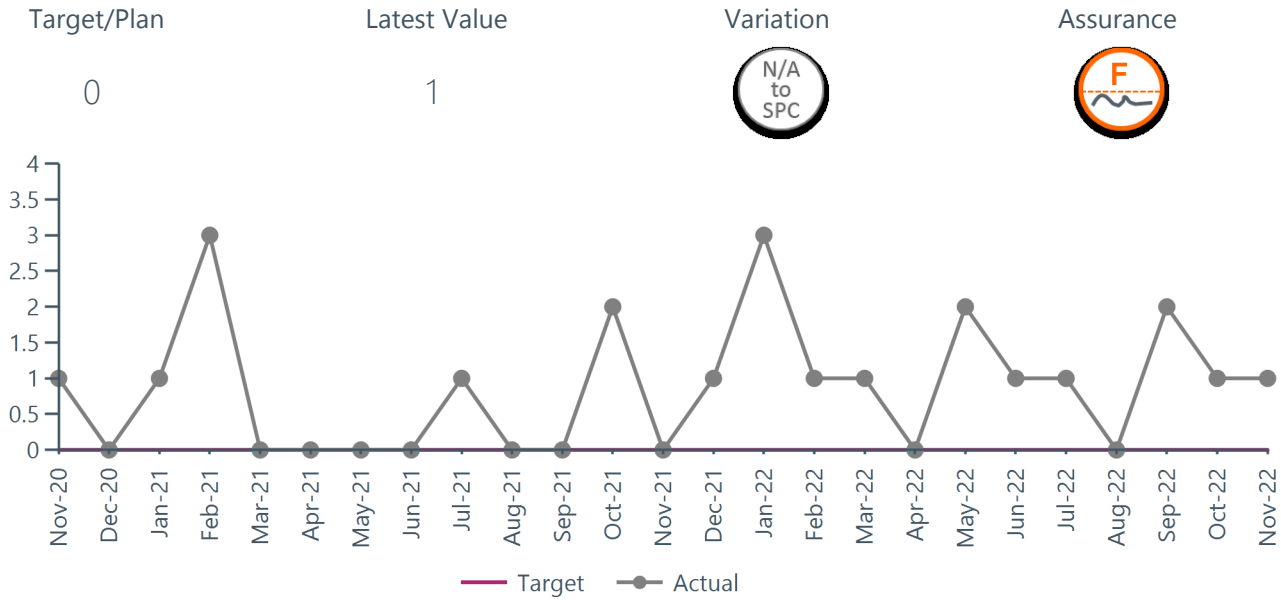 Target/Plan Latest Value Variation Assurance
0 1 N/A to SPC F
4
3.5
3
2.5
2
1.5
1
0.5
0
Nov-20 Dec-20 Jan-21 Feb-21 Mar-21 Apr-21 May-21 Jun-21 Jul-21 Aug-21 Sep-21 Oct-21 Nov-21 Dec-21 Jan-22 Feb-22 Mar-22 Apr-22 May-22 Jun-22 Jul-22 Aug-22 Sep-22 Oct-22 Nov-22
Target Actual